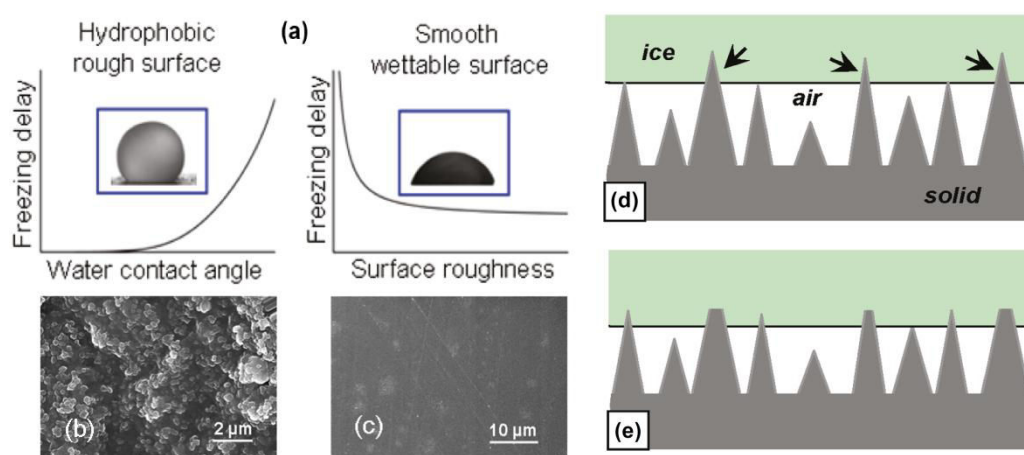 (a)
Hydrophobic
rough surface
Freezing delay
Water contact angle
Smooth
wettable surface
Freezing delay
Surface roughness
(b)
2 µm
(c)
10 µm
ice
air
solid
(d)
(e)